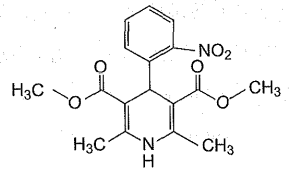 NO₂
O O
H₃C O O CH₃
H₃C N CH₃
H